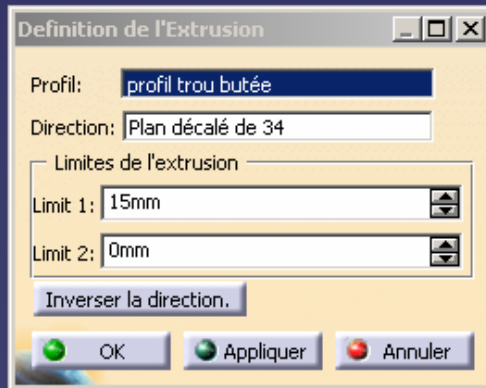 Definition de l'Extrusion
Profil: profil trou butée
Direction: Plan décalé de 34
Limites de l'extrusion
Limit 1: 15mm
Limit 2: 0mm
Inverser la direction.
OK Appliquer Annuler